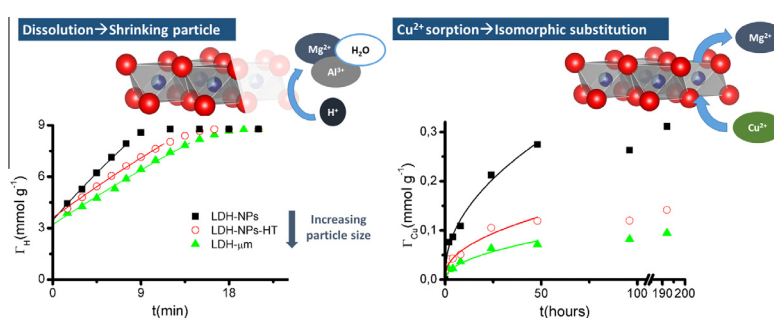 Dissolution→Shrinking particle
Mg²⁺
H₂O
Al³⁺
H⁺
9
6
3
0
Γ_H(mmol g⁻¹)
LDH-NPs
LDH-NPs-HT
LDH-μm
Increasing
particle size
0 9 18
t(min)
Cu²⁺ sorption→Isomorphic substitution
Mg²⁺
Cu²⁺
0,3
0,2
0,1
0,0
Γ_Cu(mmol g⁻¹)
0 50 100 190 200
t(hours)